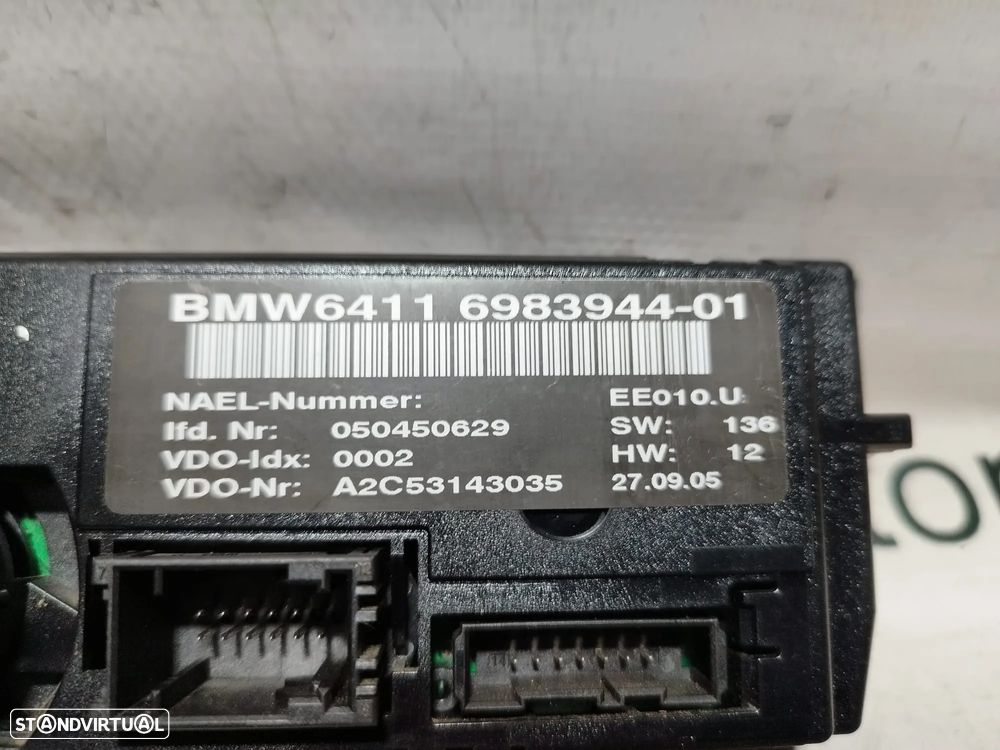 BMW6411 6983944-01
NAEL-Nummer: EE010.U
lfd. Nr: 050450629 SW: 136
VDO-Idx: 0002 HW: 12
VDO-Nr: A2C53143035 27.09.05
STANDVIRTUAL